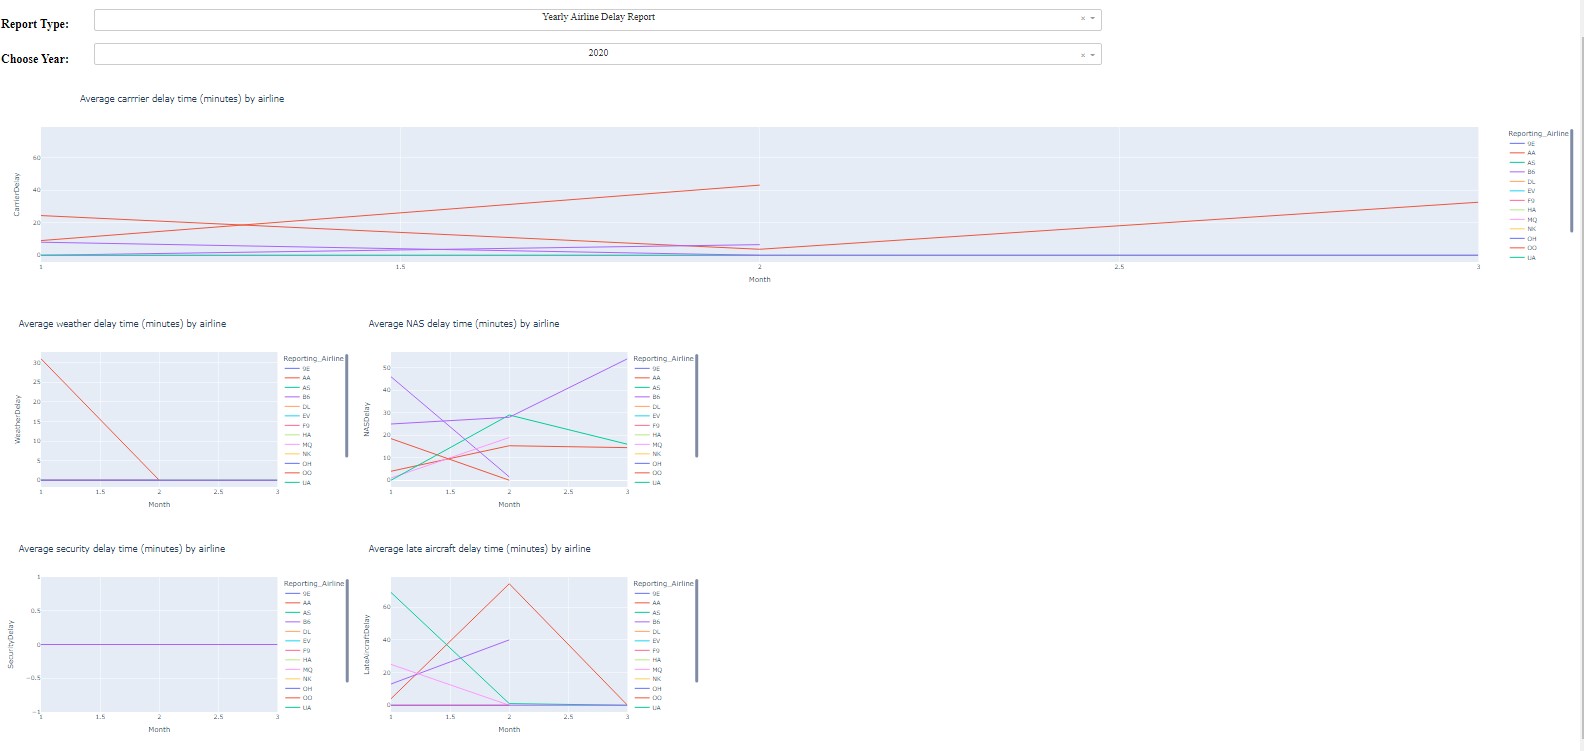 Report Type:
Yearly Airline Delay Report
× ▾
Choose Year:
2020
× ▾
Average carrrier delay time (minutes) by airline
CarrierDelay
60
40
20
0
1
1.5
2
2.5
3
Month
Reporting_Airline
9E
AA
AS
B6
DL
EV
F9
HA
MQ
NK
OH
OO
UA
Average weather delay time (minutes) by airline
WeatherDelay
30
25
20
15
10
5
0
1
1.5
2
2.5
3
Month
Reporting_Airline
9E
AA
AS
B6
DL
EV
F9
HA
MQ
NK
OH
OO
UA
Average NAS delay time (minutes) by airline
NASDelay
50
40
30
20
10
0
1
1.5
2
2.5
3
Month
Reporting_Airline
9E
AA
AS
B6
DL
EV
F9
HA
MQ
NK
OH
OO
UA
Average security delay time (minutes) by airline
SecurityDelay
1
0.5
0
−0.5
−1
1
1.5
2
2.5
3
Month
Reporting_Airline
9E
AA
AS
B6
DL
EV
F9
HA
MQ
NK
OH
OO
UA
Average late aircraft delay time (minutes) by airline
LateAircraftDelay
60
40
20
0
1
1.5
2
2.5
3
Month
Reporting_Airline
9E
AA
AS
B6
DL
EV
F9
HA
MQ
NK
OH
OO
UA